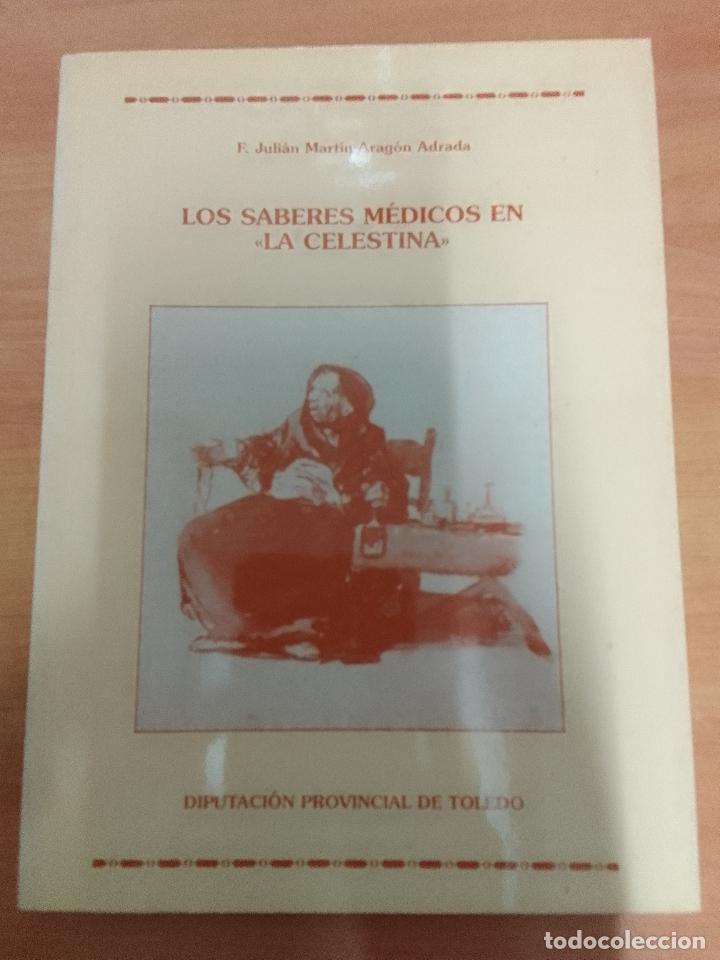 F. Julián Martín-Aragón Adrada
LOS SABERES MÉDICOS EN
«LA CELESTINA»
DIPUTACIÓN PROVINCIAL DE TOLEDO
todocoleccion